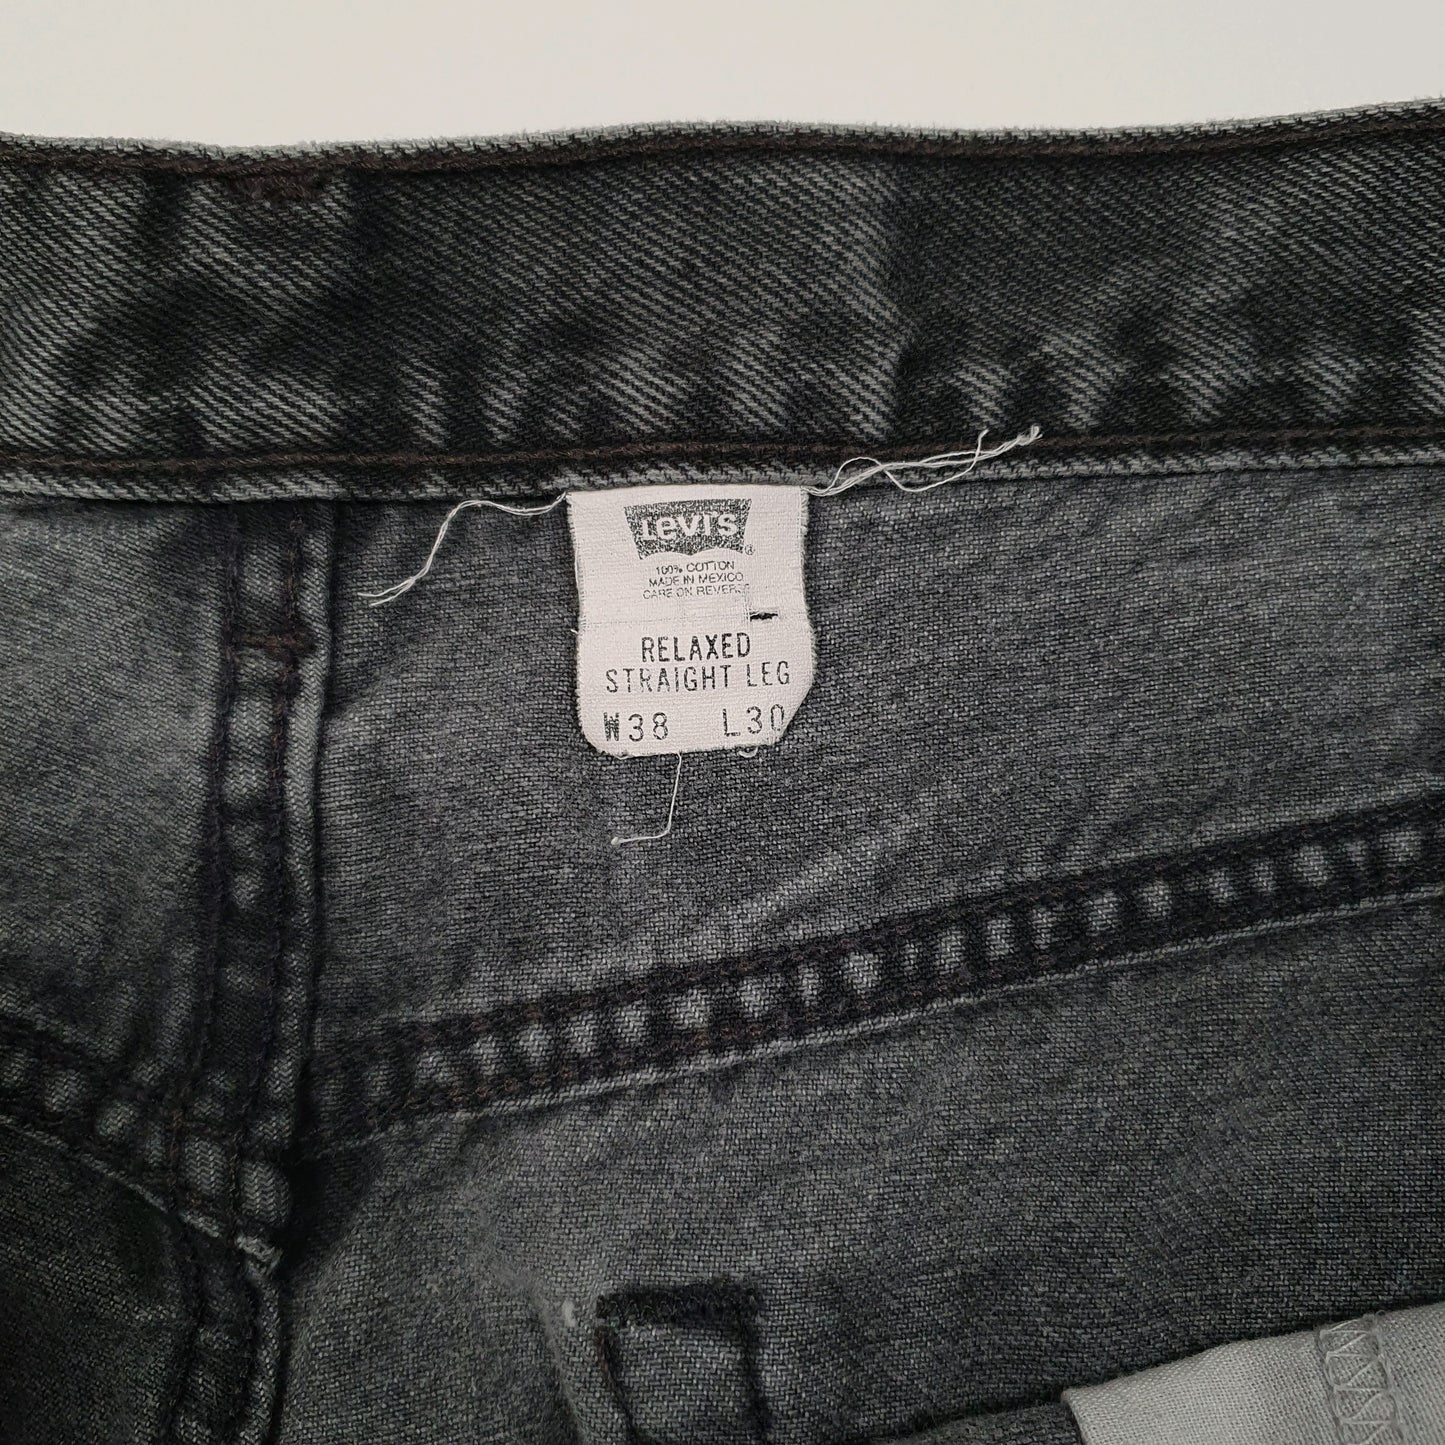 Levi's
®
100% COTTON
MADE IN MEXICO
CARE ON REVERSE
RELAXED
STRAIGHT LEG
W38 L30